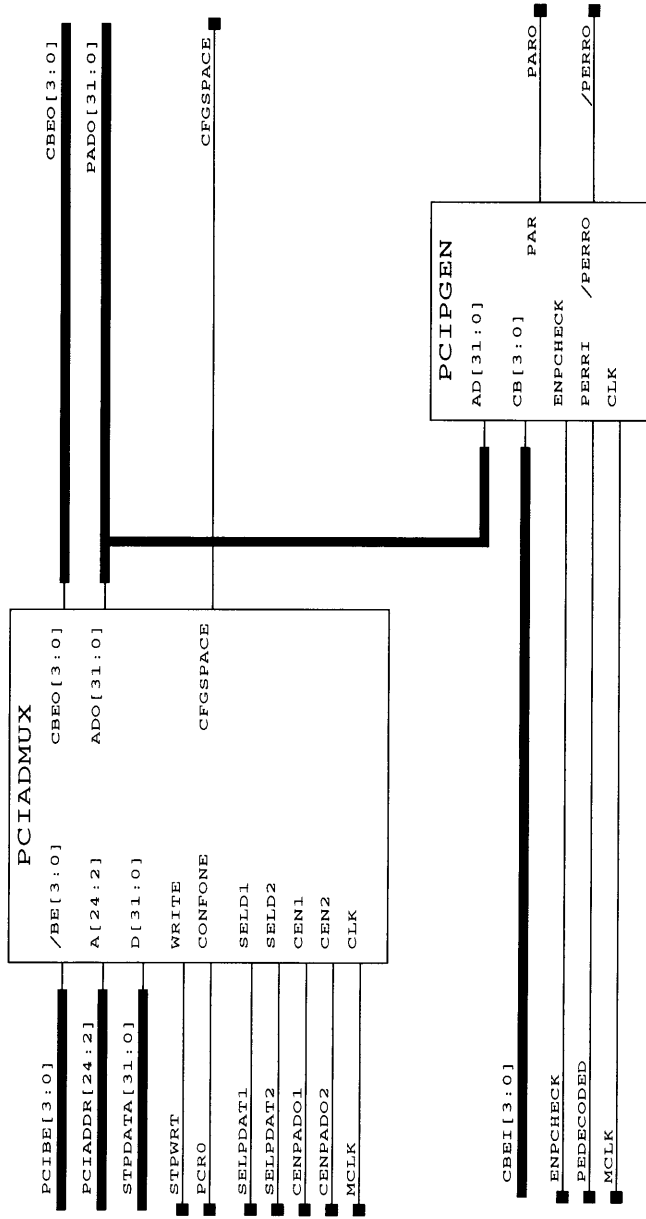 PCIADMUX
PCIBE[3:0]
/BE[3:0]
CBEO[3:0]
CBEO[3:0]
PCIADDR[24:2]
A[24:2]
ADO[31:0]
PADO[31:0]
STPDATA[31:0]
D[31:0]
STPWRT
WRITE
PCR0
CONFONE
CFGSPACE
CFGSPACE
SELPDAT1
SELD1
SELPDAT2
SELD2
CENPADO1
CEN1
CENPADO2
CEN2
MCLK
CLK
PCIPGEN
AD[31:0]
CBEI[3:0]
CB[3:0]
PAR
PARO
ENPCHECK
ENPCHECK
PEDECODED
PERRI
/PERRO
/PERRO
MCLK
CLK